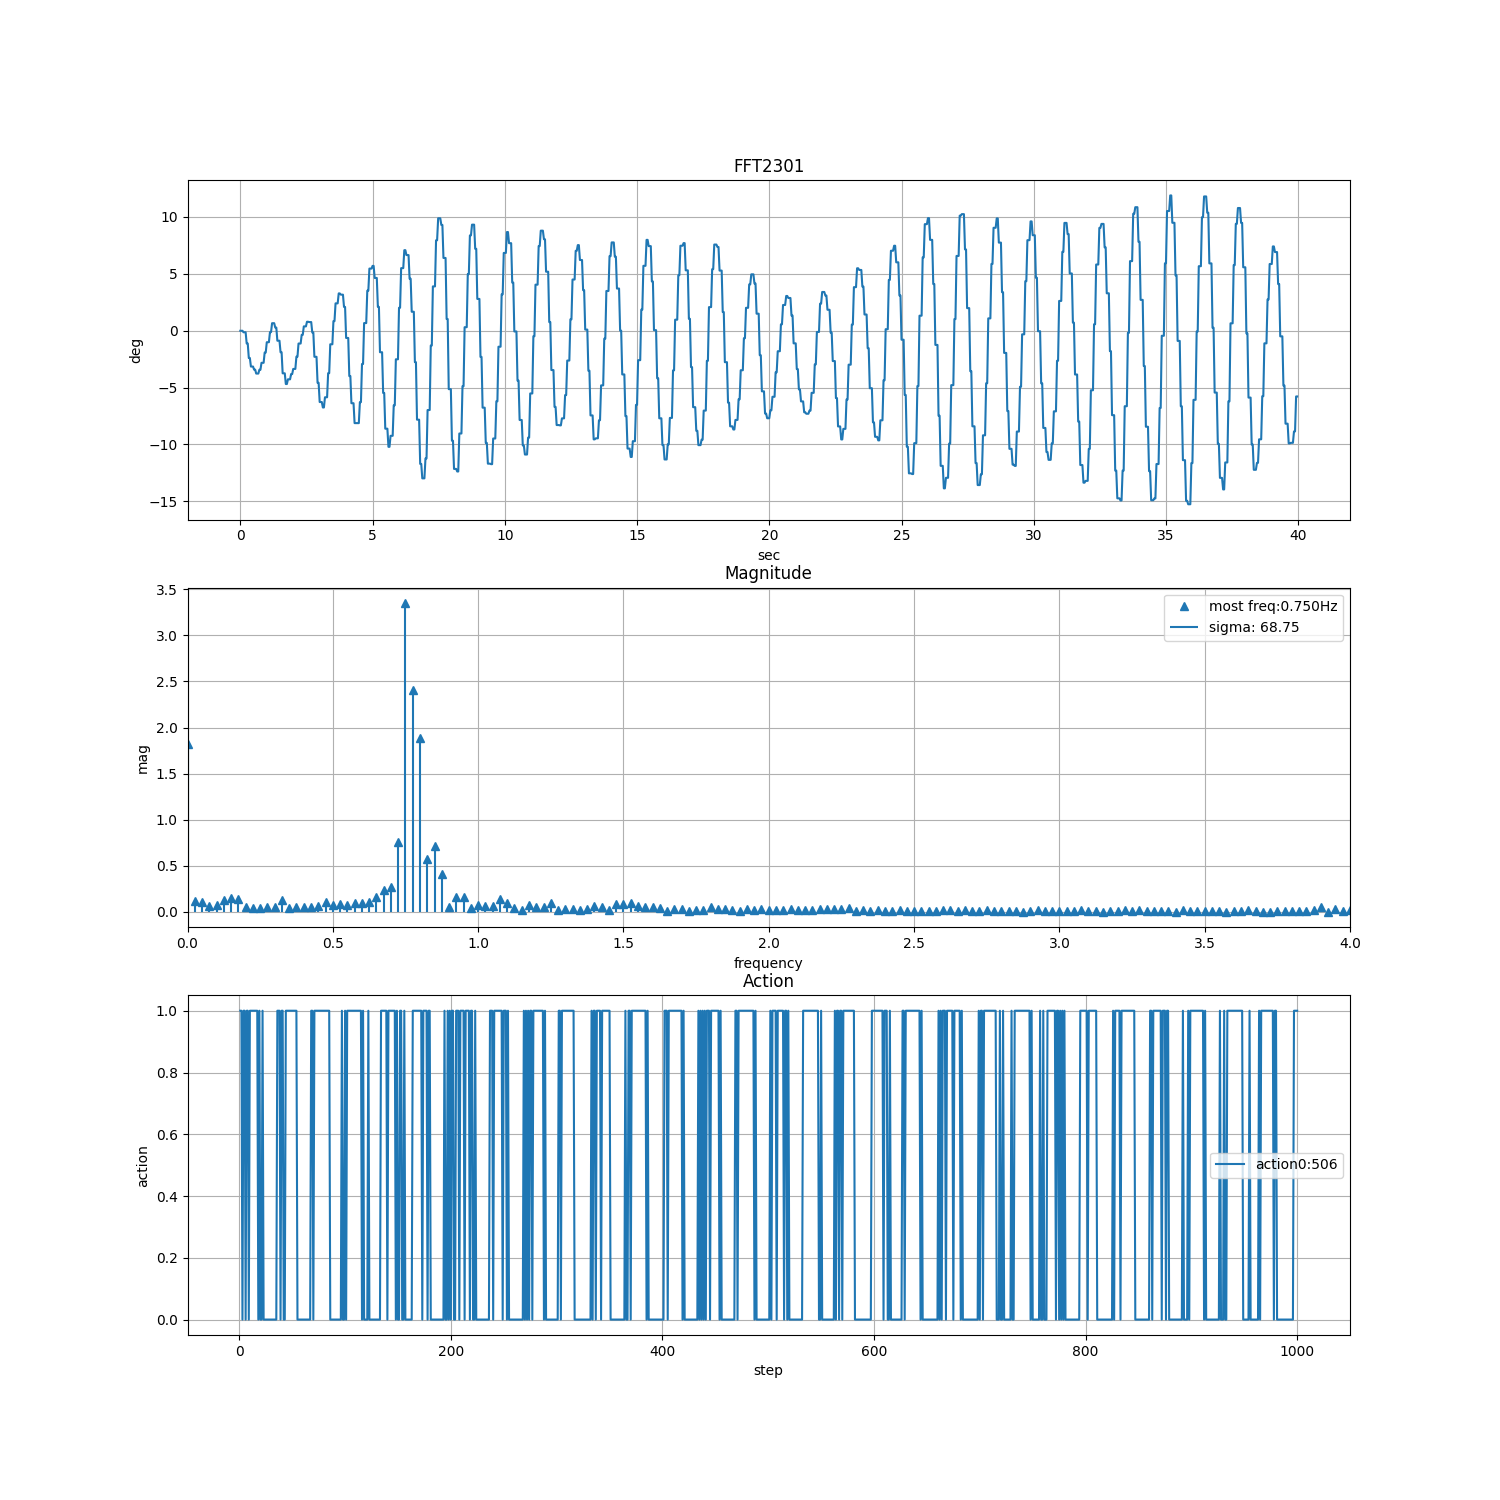 FFT2301
10
5
0
−5
−10
−15
deg
0 5 10 15 20 25 30 35 40
sec
Magnitude
3.5
3.0
2.5
2.0
1.5
1.0
0.5
0.0
mag
most freq:0.750Hz
sigma: 68.75
0.0 0.5 1.0 1.5 2.0 2.5 3.0 3.5 4.0
frequency
Action
1.0
0.8
0.6
0.4
0.2
0.0
action
action0:506
0 200 400 600 800 1000
step